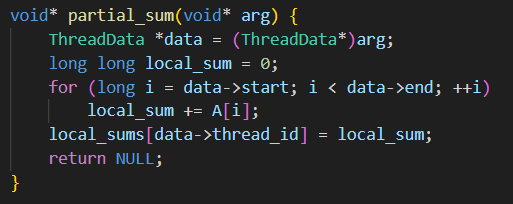 void* partial_sum(void* arg) {
    ThreadData *data = (ThreadData*)arg;
    long long local_sum = 0;
    for (long i = data->start; i < data->end; ++i)
        local_sum += A[i];
    local_sums[data->thread_id] = local_sum;
    return NULL;
}